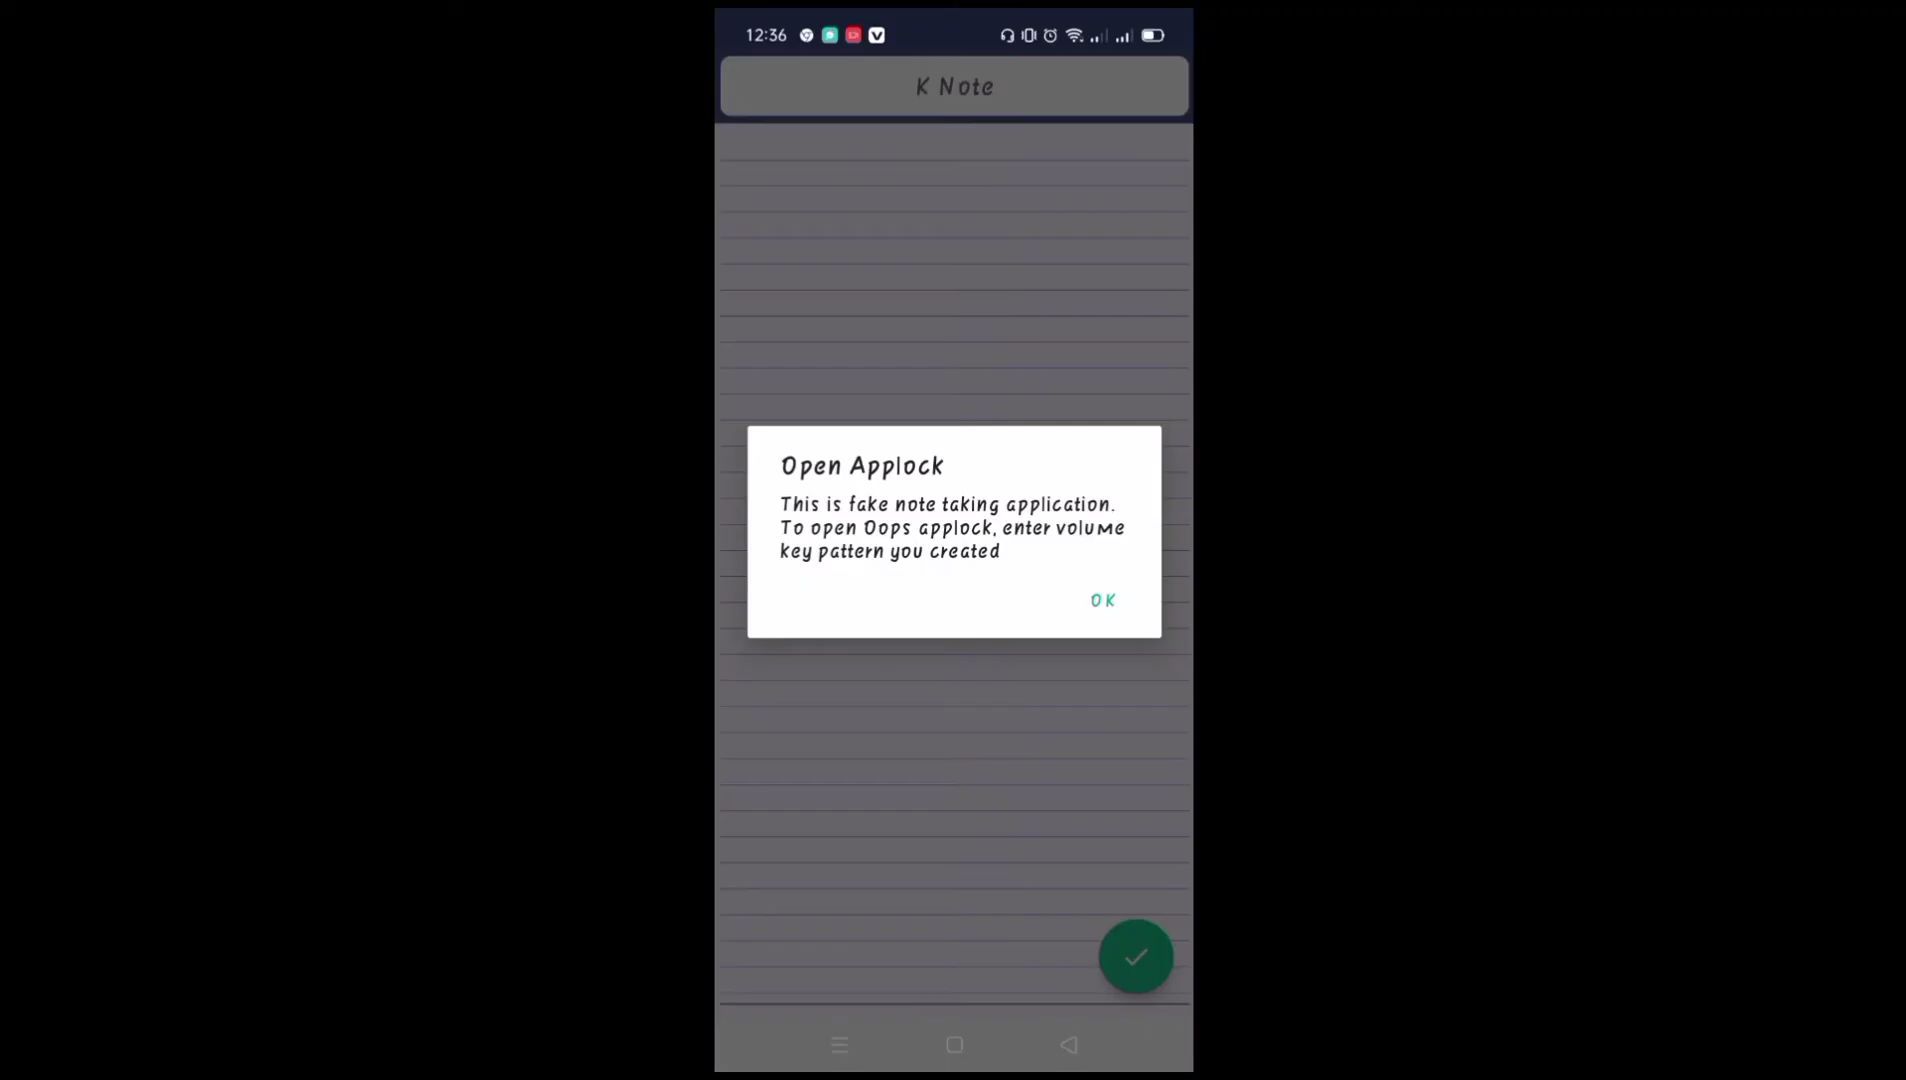 12:36
K Note
Open Applock
This is fake note taking application.
To open Oops applock, enter volume
key pattern you created
OK